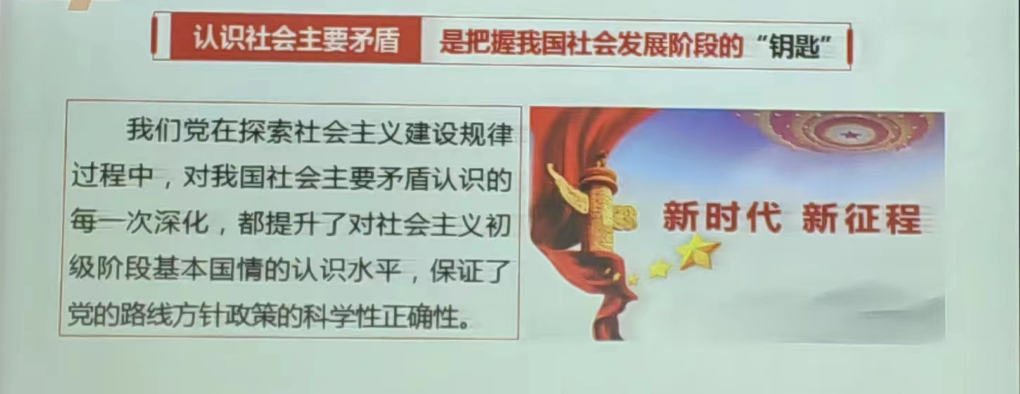 认识社会主要矛盾 是把握我国社会发展阶段的“钥匙”
我们党在探索社会主义建设规律
过程中，对我国社会主要矛盾认识的
每一次深化，都提升了对社会主义初
级阶段基本国情的认识水平，保证了
党的路线方针政策的科学性正确性。
新时代 新征程